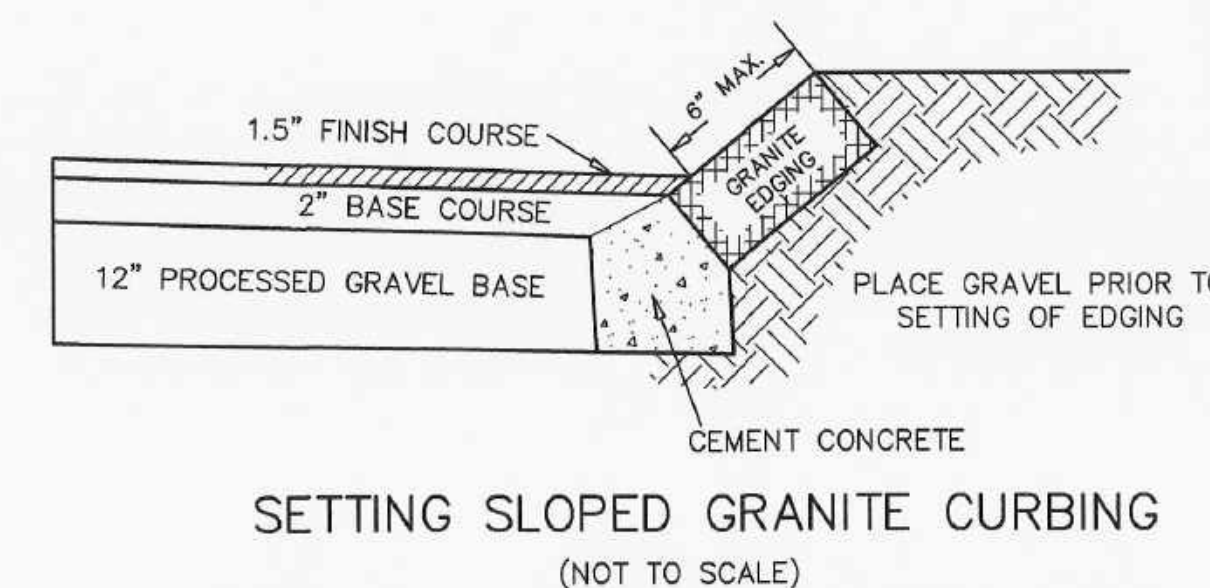 6" MAX.
1.5" FINISH COURSE
GRANITE
EDGING
2" BASE COURSE
12" PROCESSED GRAVEL BASE
PLACE GRAVEL PRIOR TO
SETTING OF EDGING
CEMENT CONCRETE
SETTING SLOPED GRANITE CURBING
(NOT TO SCALE)